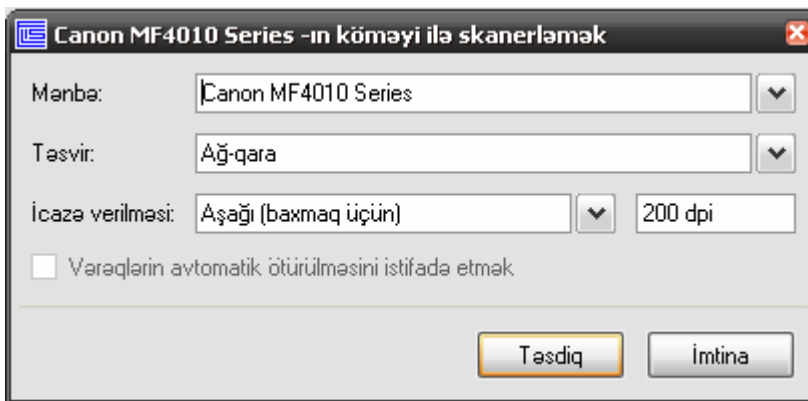 Canon MF4010 Series -ın köməyi ilə skanerləmək
Mənbə: Canon MF4010 Series
Təsvir: Ağ-qara
İcazə verilməsi: Aşağı (baxmaq üçün) 200 dpi
Vərəqlərin avtomatik ötürülməsini istifadə etmək
Təsdiq İmtina